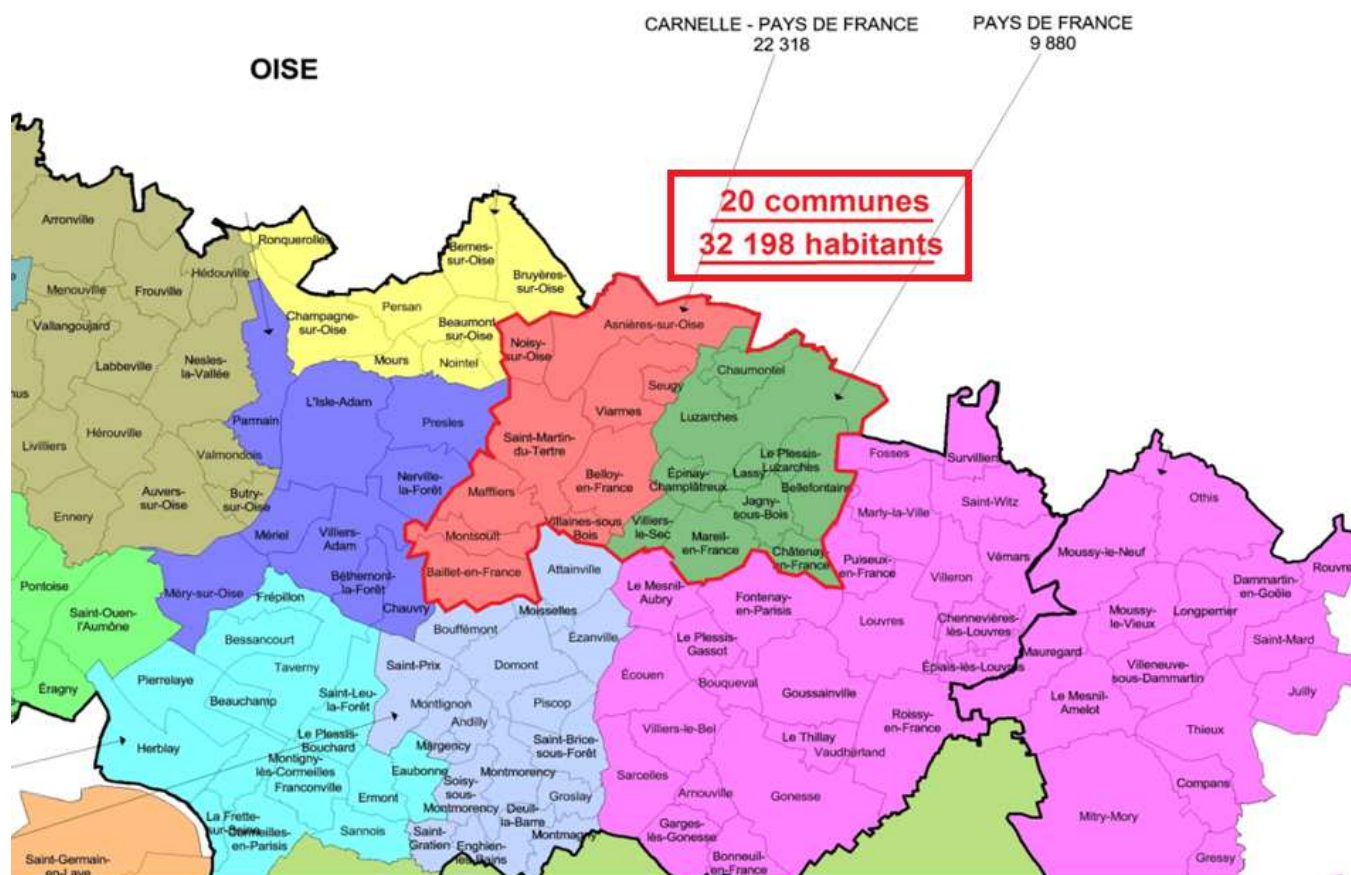 CARNELLE - PAYS DE FRANCE
22 318
PAYS DE FRANCE
9 880
OISE
20 communes
32 198 habitants
Arronville
Ronquerolles
Hédouville
Menouville
Frouville
Bernes-
sur-Oise
Bruyères-
sur-Oise
Vallangoujard
Champagne-
sur-Oise
Persan
Beaumont
sur-Oise
Asnières-sur-Oise
Noisy-
sur-Oise
Labbeville
Nesles-
la-Vallée
Mours
Nointel
Chaumontel
Seugy
L'Isle-Adam
Parmain
Presles
Viarmes
Luzarches
Livilliers
Hérouville
Valmondois
Saint-Martin-
du-Tertre
Nerville-
la-Forêt
Belloy-
en-France
Épinay-
Champlâtreux
Lassy
Le Plessis-
Luzarches
Bellefontaine
Fosses
Survilliers
Auvers-
sur-Oise
Butry-
sur-Oise
Maffliers
Jagny-
sous-Bois
Saint-Witz
Othis
Ennery
Mériel
Villiers-
Adam
Montsoult
Villaines-sous
Bois
Villiers-
le-Sec
Mareil-
en-France
Châtenay-
en-France
Marly-la-Ville
Puiseux-
en-France
Vémars
Moussy-le-Neuf
Rouvre
Pontoise
Béthemont-
la-Forêt
Baillet-en-France
Attainville
Le Mesnil-
Aubry
Fontenay-
en-Parisis
Villeron
Dammartin-
en-Goële
Saint-Ouen-
l'Aumône
Méry-sur-Oise
Frépillon
Chauvry
Moisselles
Moussy-
le-Vieux
Longperrier
Bessancourt
Bouffémont
Ézanville
Le Plessis-
Gassot
Louvres
Chennevières-
lès-Louvres
Mauregard
Saint-Mard
Taverny
Saint-Prix
Domont
Écouen
Bouqueval
Épiais-lès-Louvres
Villeneuve-
sous-Dammartin
Éragny
Pierrelaye
Beauchamp
Saint-Leu-
la-Forêt
Montlignon
Piscop
Goussainville
Le Mesnil-
Amelot
Juilly
Andilly
Villiers-le-Bel
Roissy-
en-France
Herblay
Le Plessis-
Bouchard
Margency
Saint-Brice-
sous-Forêt
Le Thillay
Vaudherland
Thieux
Montigny-
lès-Cormeilles
Eaubonne
Montmorency
Sarcelles
Franconville
Ermont
Soisy-
sous-
Montmorency
Groslay
Arnouville
Gonesse
Compans
La Frette-
sur-Seine
Cormeilles-
en-Parisis
Sannois
Saint-
Gratien
Deuil-
la-Barre
Enghien-
les-Bains
Montmagny
Garges-
lès-Gonesse
Mitry-Mory
Saint-Germain-
en-Laye
Bonneuil-
en-France
Gressy